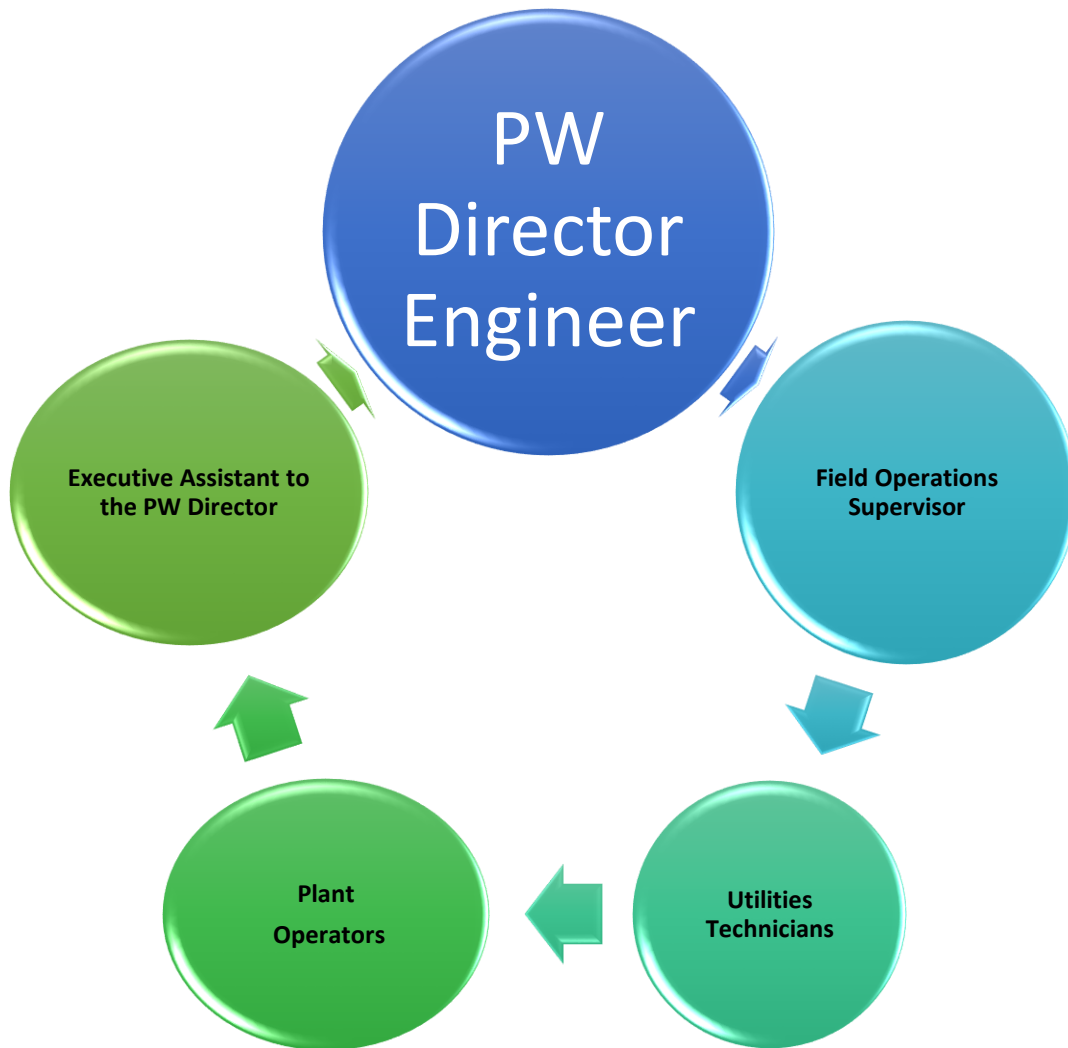 PW
Director
Engineer
Field Operations
Supervisor
Utilities
Technicians
Plant
Operators
Executive Assistant to
the PW Director